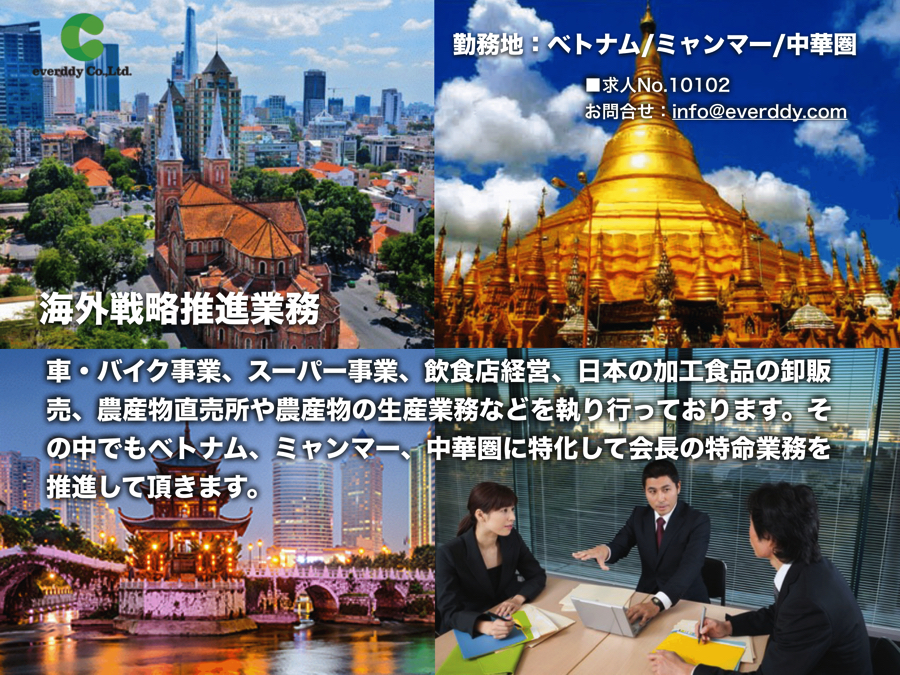 everddy Co.,Ltd.
勤務地：ベトナム/ミャンマー/中華圏
■求人No.10102
お問合せ：info@everddy.com
海外戦略推進業務
車・バイク事業、スーパー事業、飲食店経営、日本の加工食品の卸販
売、農産物直売所や農産物の生産業務などを執り行っております。そ
の中でもベトナム、ミャンマー、中華圏に特化して会長の特命業務を
推進して頂きます。